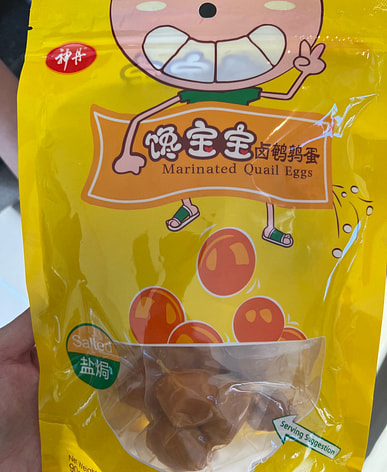 神丹
馋宝宝 卤鹌鹑蛋
Marinated Quail Eggs
Salted
盐焗
Serving Suggestion